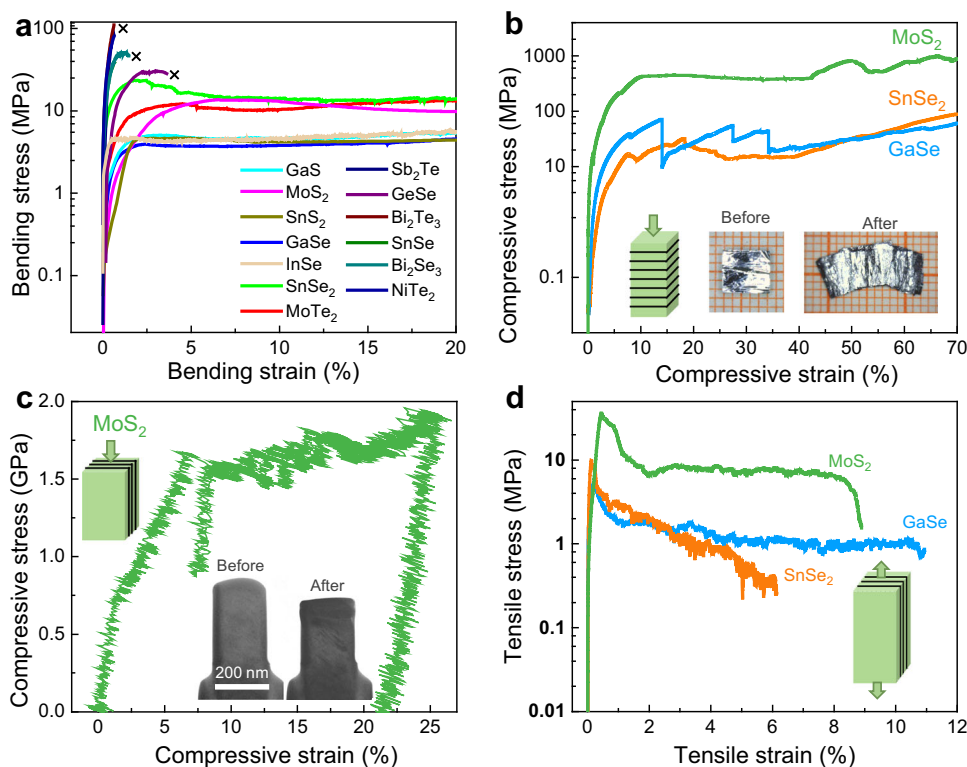 a
Bending stress (MPa)
100
10
1
0.1
0
5
10
15
20
Bending strain (%)
GaS
MoS₂
SnS₂
GaSe
InSe
SnSe₂
MoTe₂
Sb₂Te
GeSe
Bi₂Te₃
SnSe
Bi₂Se₃
NiTe₂
×
×
×
b
Compressive stress (MPa)
1000
100
10
0.1
0
10
20
30
40
50
60
70
Compressive strain (%)
MoS₂
SnSe₂
GaSe
Before
After
c
Compressive stress (GPa)
2.0
1.5
1.0
0.5
0.0
0
5
10
15
20
25
Compressive strain (%)
MoS₂
Before
After
200 nm
d
Tensile stress (MPa)
100
10
1
0.1
0.01
0
2
4
6
8
10
12
Tensile strain (%)
MoS₂
GaSe
SnSe₂